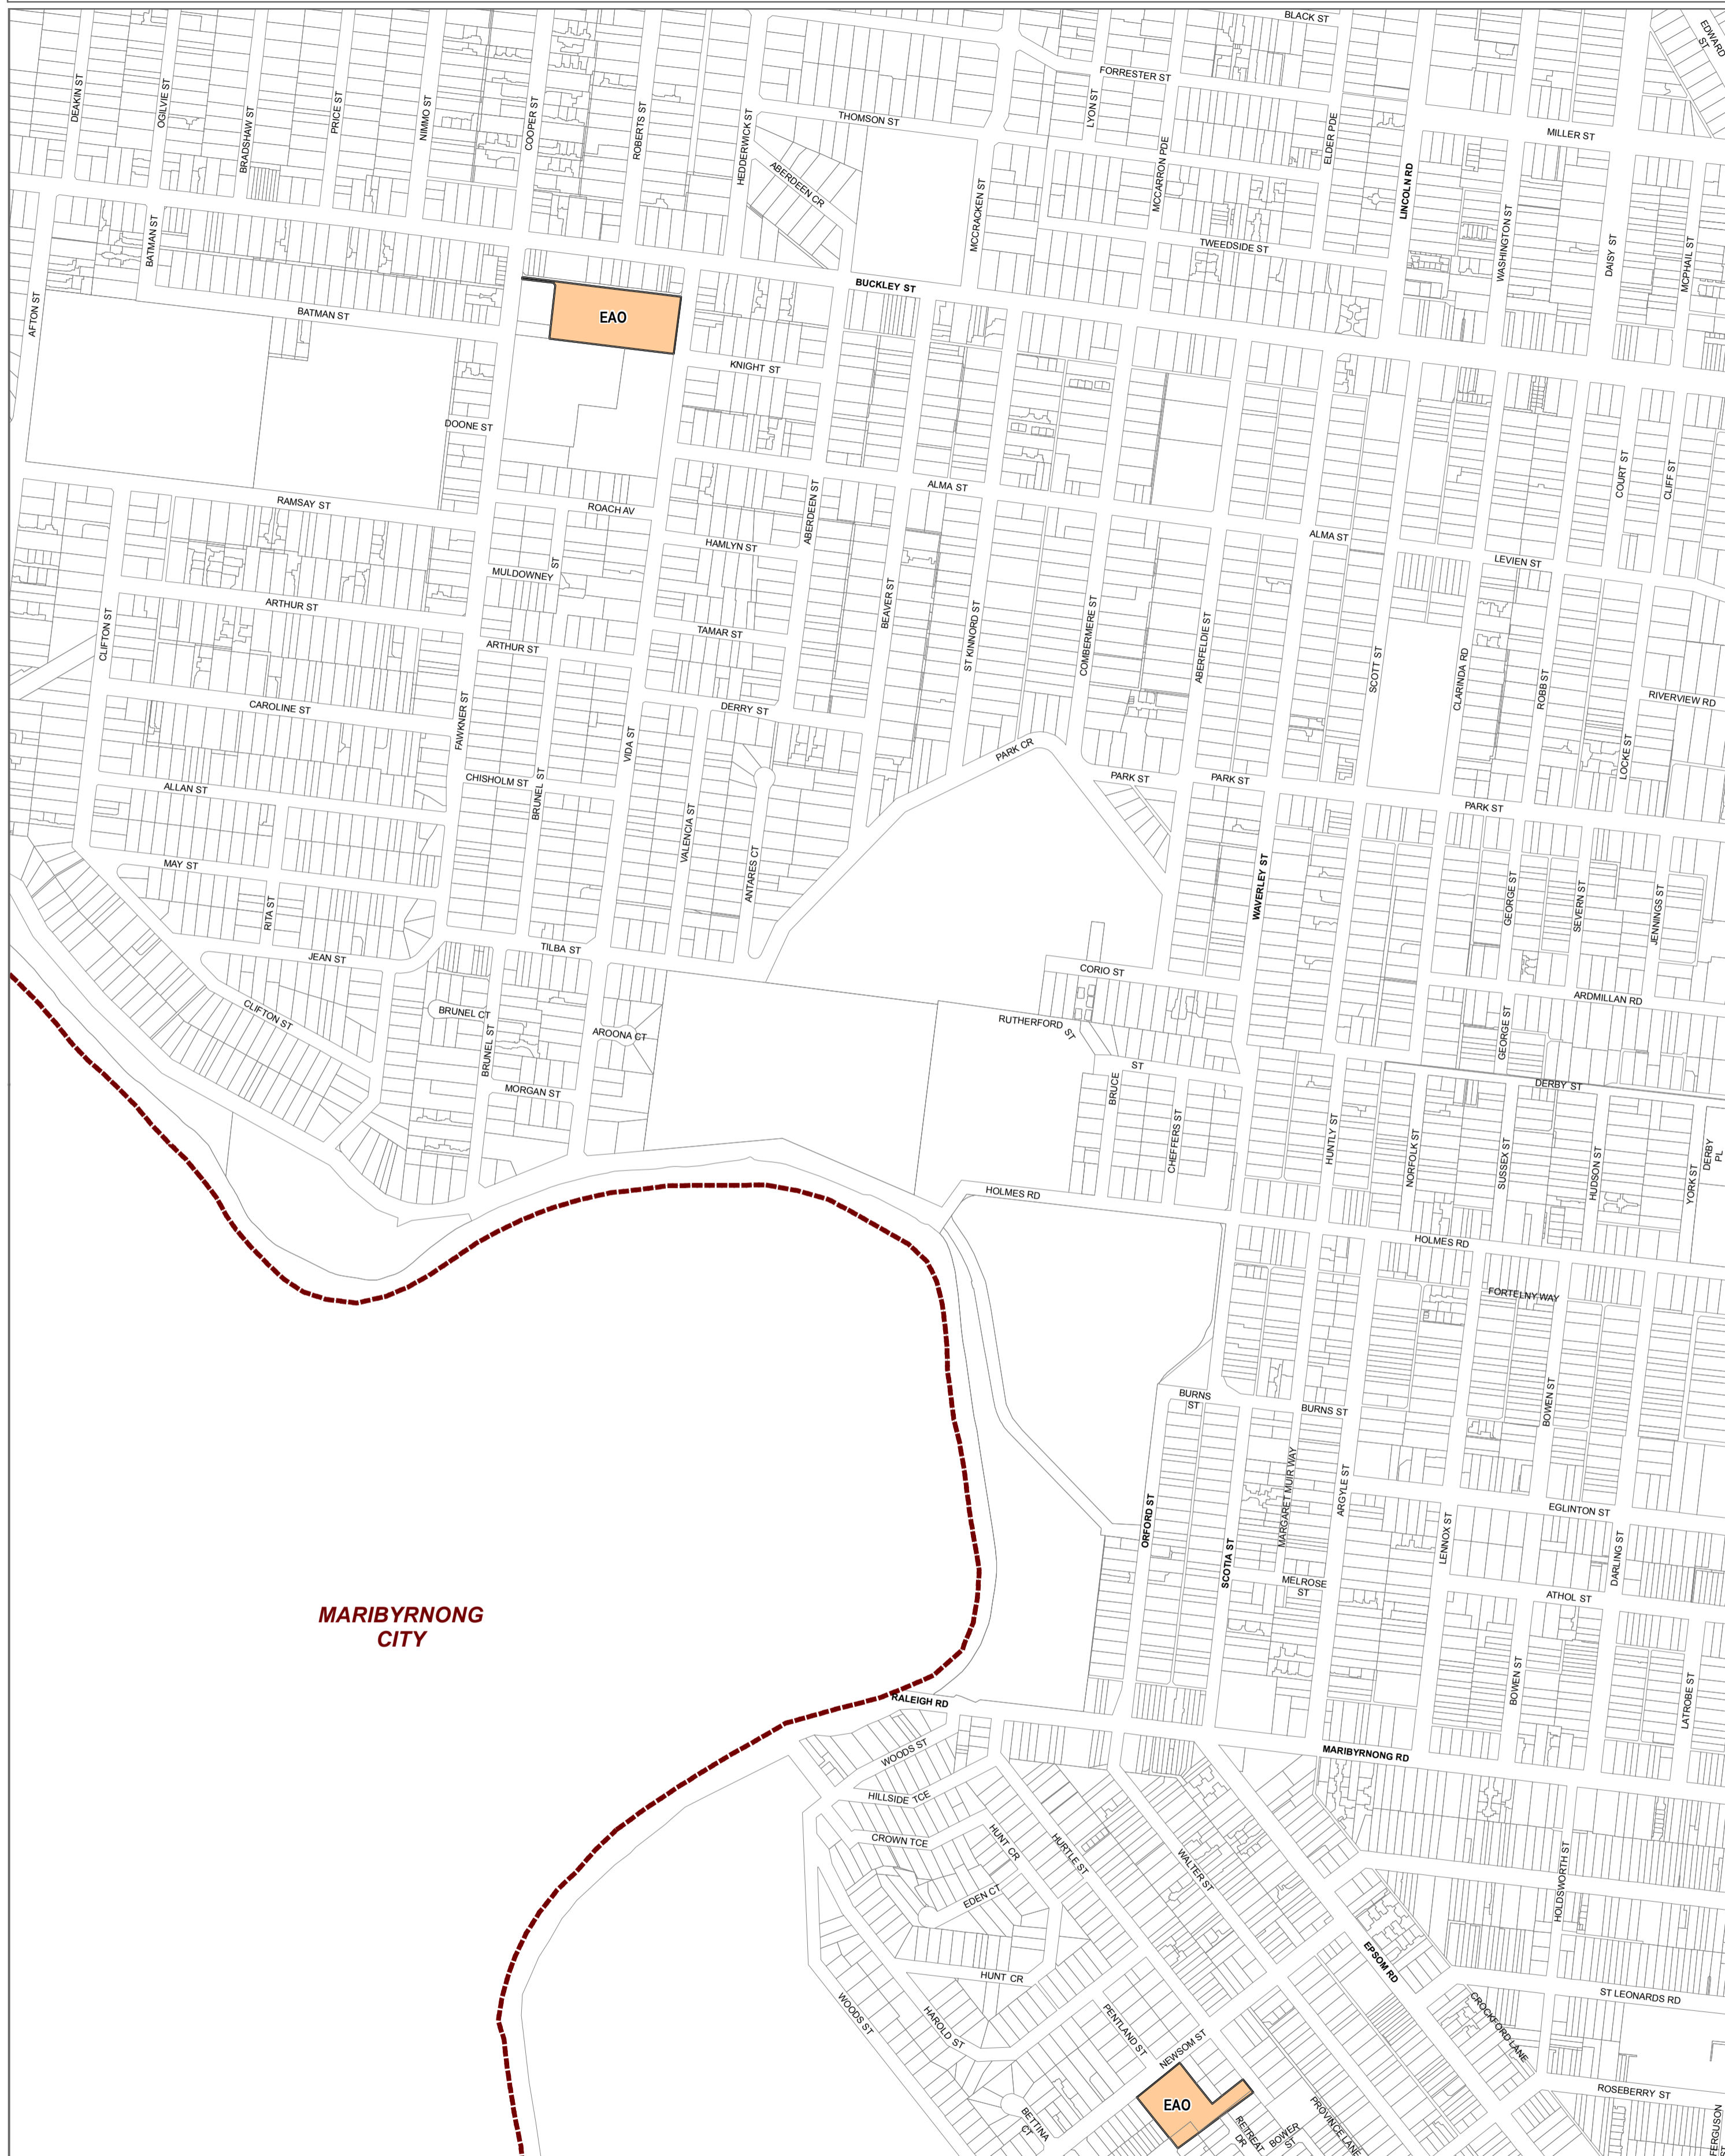 BLACK ST
EDWARD
ST
FORRESTER ST
DEAKIN ST
OGILVIE ST
BRADSHAW ST
PRICE ST
NIMMO ST
COOPER ST
ROBERTS ST
HEDDERWICK ST
THOMSON ST
LYON ST
MCCARRON PDE
ELDER PDE
LINCOLN RD
MILLER ST
ABERDEEN CR
MCCRACKEN ST
WASHINGTON ST
DAISY ST
MCPHAIL ST
BATMAN ST
TWEEDSIDE ST
AFTON ST
BUCKLEY ST
BATMAN ST
EAO
KNIGHT ST
DOONE ST
COURT ST
CLIFF ST
RAMSAY ST
ROACH AV
ABERDEEN ST
ALMA ST
ALMA ST
HAMLYN ST
LEVIEN ST
MULDOWNEY
ST
ARTHUR ST
CLIFTON ST
BEAVER ST
ST KINNORD ST
COMBERMERE ST
ABERFELDIE ST
TAMAR ST
ARTHUR ST
SCOTT ST
CLARINDA RD
ROBB ST
RIVERVIEW RD
CAROLINE ST
FAWKNER ST
VIDA ST
DERRY ST
LOCKE ST
PARK CR
CHISHOLM ST
BRUNEL ST
PARK ST
PARK ST
PARK ST
ALLAN ST
VALENCIA ST
ANTARES CT
MAY ST
WAVERLEY ST
GEORGE ST
SEVERN ST
JENNINGS ST
RITA ST
TILBA ST
JEAN ST
CORIO ST
ARDMILLAN RD
CLIFTON ST
BRUNEL CT
BRUNEL ST
AROONA CT
RUTHERFORD
ST
GEORGE ST
ST
MORGAN ST
BRUCE
DERBY ST
CHEFFERS ST
HUNTLY ST
NORFOLK ST
SUSSEX ST
HUDSON ST
YORK ST
DERBY
PL
HOLMES RD
HOLMES RD
FORTELNY WAY
BURNS
ST
BURNS ST
BOWEN ST
MARGARET MUIR WAY
ARGYLE ST
ORFORD ST
SCOTIA ST
LENNOX ST
EGLINTON ST
DARLING ST
MELROSE
ST
ATHOL ST
MARIBYRNONG
CITY
BOWEN ST
LATROBE ST
RALEIGH RD
WOODS ST
MARIBYRNONG RD
HILLSIDE TCE
CROWN TCE
HUNT CR
HURTLE ST
WALTER ST
HOLDSWORTH ST
EDEN CT
EPSOM RD
HUNT CR
WOODS ST
HAROLD ST
PENTLAND ST
NEWSOM ST
CROCKFORD LANE
ST LEONARDS RD
ROSEBERRY ST
EAO
BETTINA
CT
RETREAT
DR
BOWER
ST
PROVINCE LANE
FERGUSON